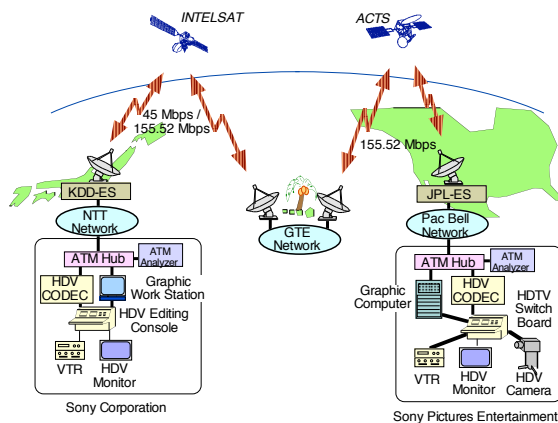 INTELSAT
ACTS
45 Mbps /
155.52 Mbps
155.52 Mbps
KDD-ES
JPL-ES
NTT
Network
GTE
Network
Pac Bell
Network
ATM Hub
ATM
Analyzer
HDV
CODEC
Graphic
Work Station
HDV Editing
Console
VTR
HDV
Monitor
Sony Corporation
ATM Hub
ATM
Analyzer
Graphic
Computer
HDV
CODEC
HDTV
Switch
Board
VTR
HDV
Monitor
HDV
Camera
Sony Pictures Entertainment